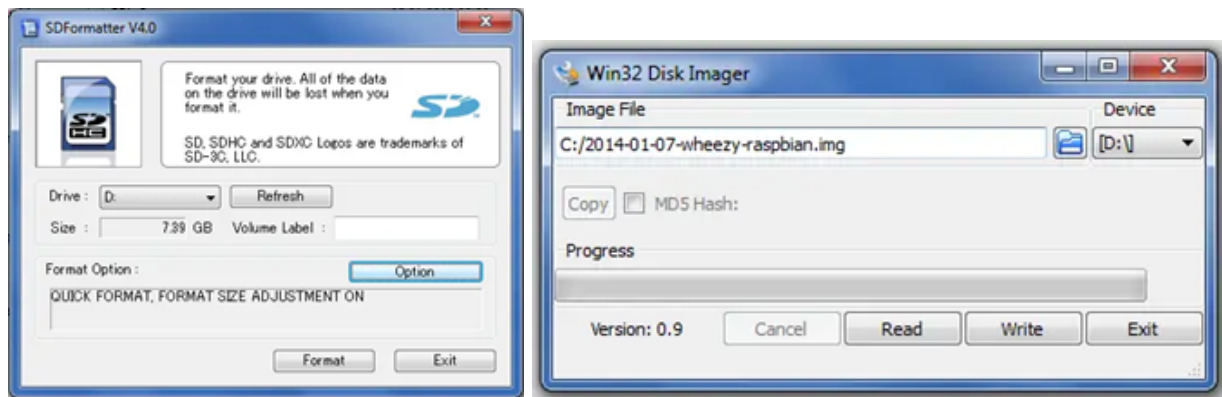 SDFormatter V4.0
Format your drive. All of the data
on the drive will be lost when you
format it.
SD, SDHC and SDXC Logos are trademarks of
SD-3C, LLC.
SD
HC
SD
Drive : D: Refresh
Size : 7.39 GB Volume Label :
Format Option :
Option
QUICK FORMAT, FORMAT SIZE ADJUSTMENT ON
Format Exit
Win32 Disk Imager
Image File Device
C:/2014-01-07-wheezy-raspbian.img [D:\]
Copy MD5 Hash:
Progress
Version: 0.9 Cancel Read Write Exit